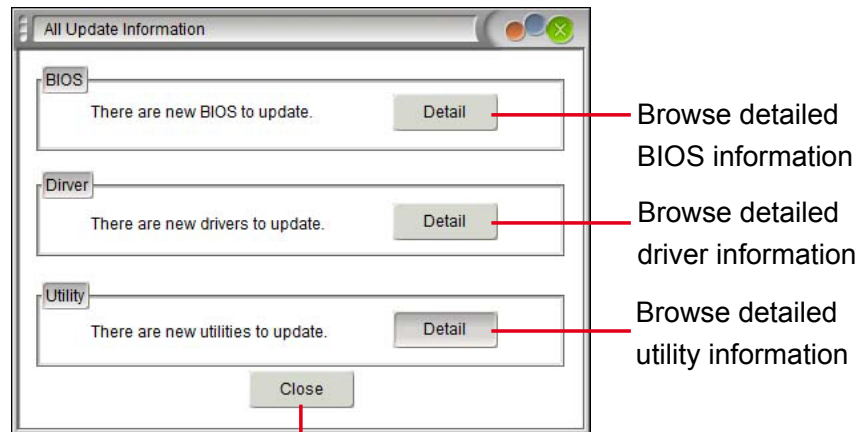 All Update Information
BIOS
There are new BIOS to update.
Detail
Browse detailed
BIOS information
Dirver
There are new drivers to update.
Detail
Browse detailed
driver information
Utility
There are new utilities to update.
Detail
Browse detailed
utility information
Close